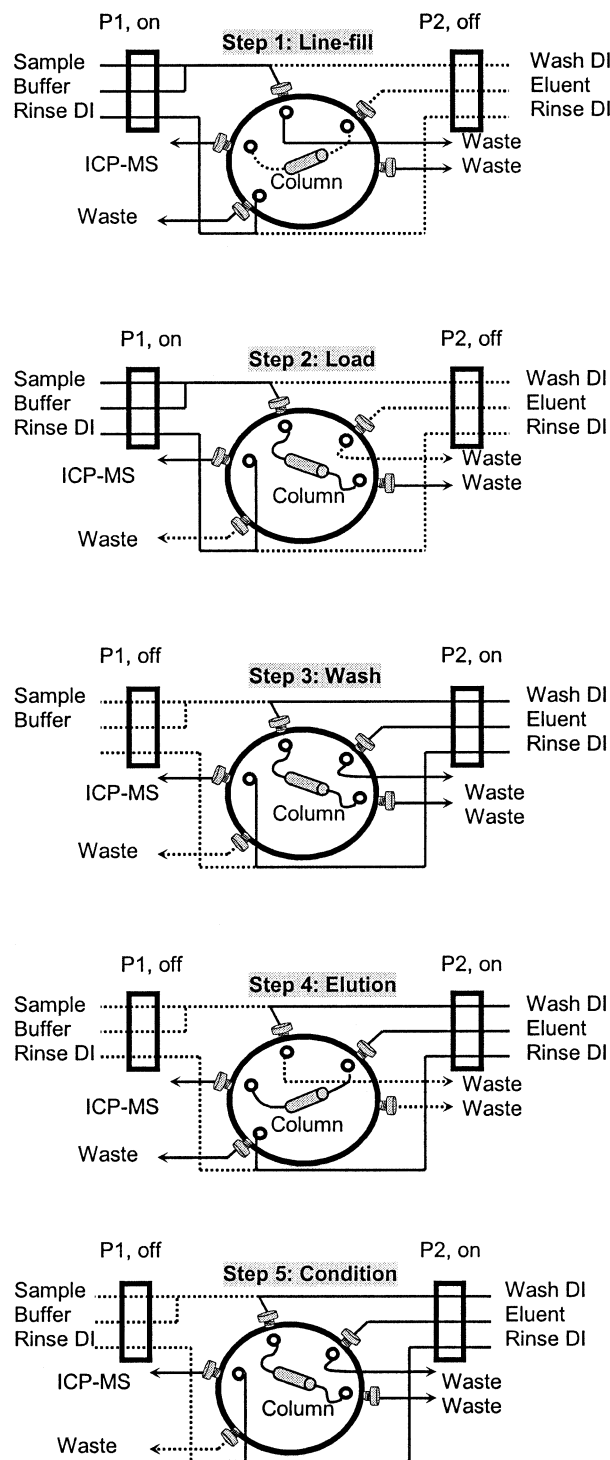 P1, on P2, off
Step 1: Line-fill
Sample Wash DI
Buffer Eluent
Rinse DI Rinse DI
Waste
ICP-MS Waste
Column
Waste
P1, on P2, off
Step 2: Load
Sample Wash DI
Buffer Eluent
Rinse DI Rinse DI
Waste
ICP-MS Waste
Column
Waste
P1, off P2, on
Step 3: Wash
Sample Wash DI
Buffer Eluent
Rinse DI
ICP-MS Waste
Column Waste
Waste
P1, off P2, on
Step 4: Elution
Sample Wash DI
Buffer Eluent
Rinse DI Rinse DI
Waste
ICP-MS Waste
Column
Waste
P1, off P2, on
Step 5: Condition
Sample Wash DI
Buffer Eluent
Rinse DI Rinse DI
ICP-MS Waste
Column Waste
Waste